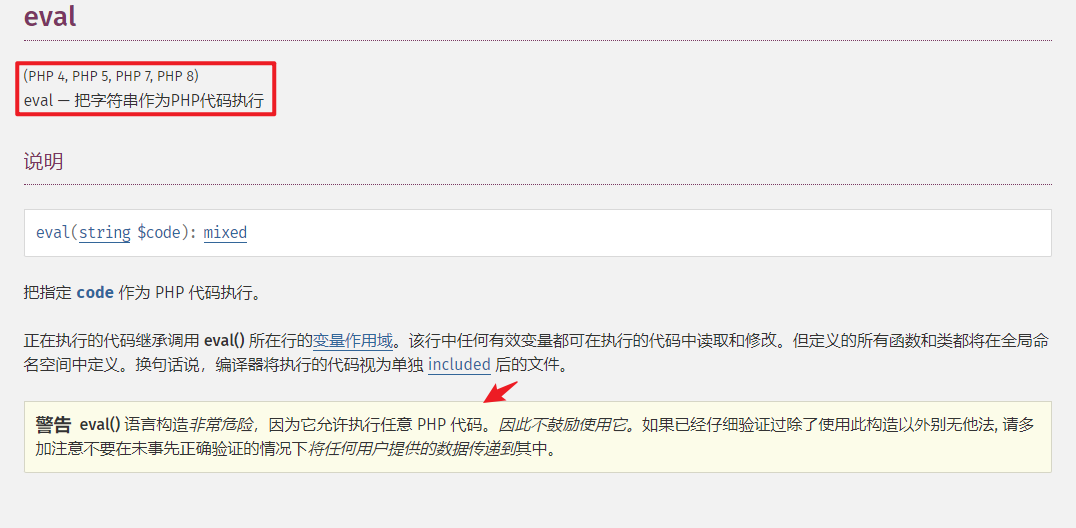 eval
(PHP 4, PHP 5, PHP 7, PHP 8)
eval — 把字符串作为PHP代码执行
说明
eval(string $code): mixed
把指定 code 作为 PHP 代码执行。
正在执行的代码继承调用 eval() 所在行的变量作用域。该行中任何有效变量都可在执行的代码中读取和修改。但定义的所有函数和类都将在全局命
名空间中定义。换句话说，编译器将执行的代码视为单独 included 后的文件。
警告 eval() 语言构造非常危险，因为它允许执行任意 PHP 代码。因此不鼓励使用它。如果已经仔细验证过除了使用此构造以外别无他法, 请多
加注意不要在未事先正确验证的情况下将任何用户提供的数据传递到其中。